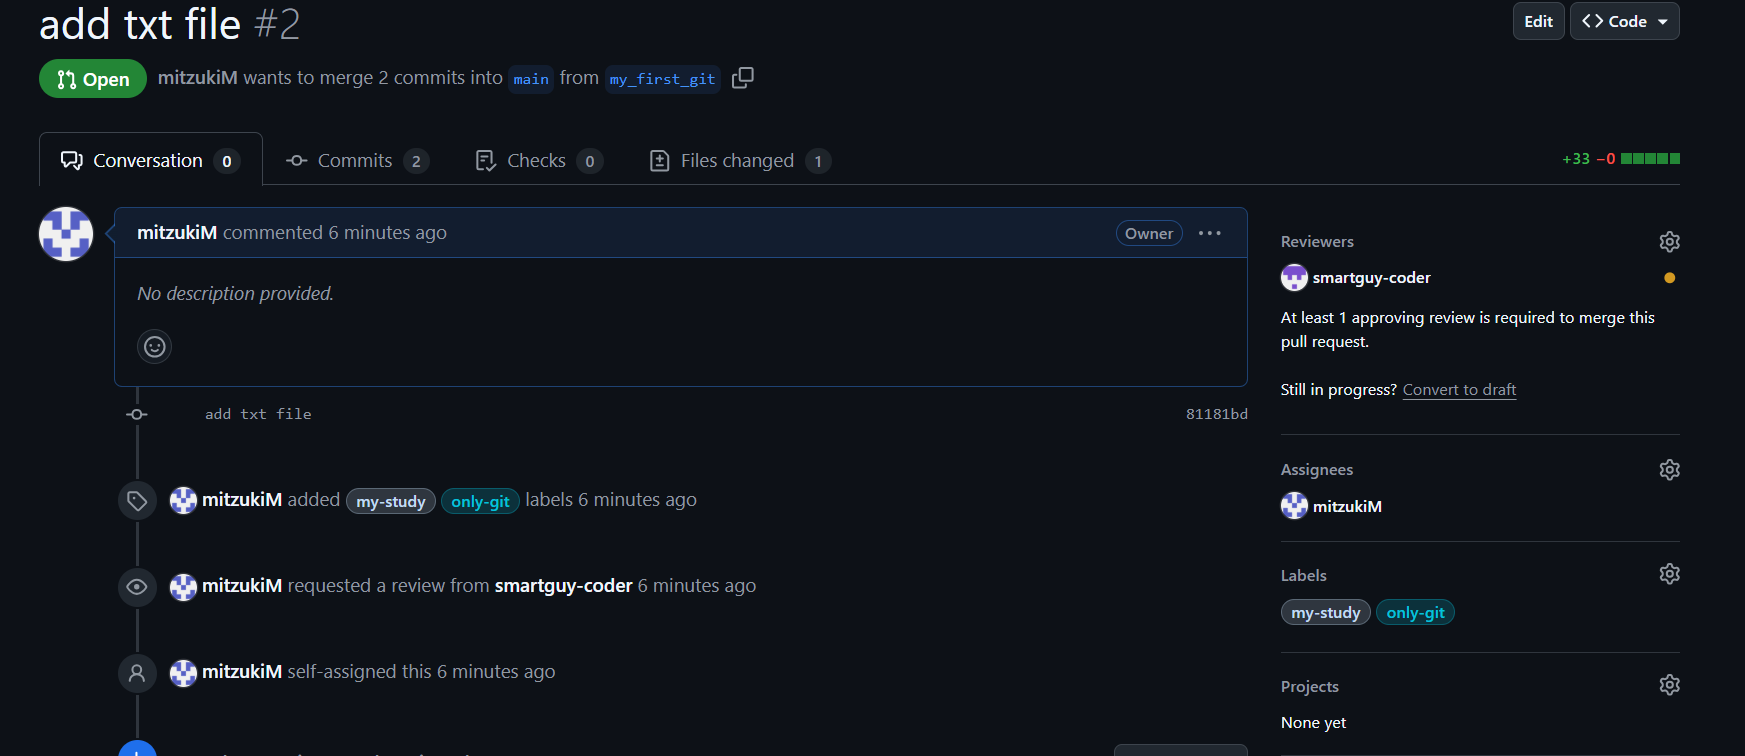 add txt file #2
Edit
Code
Open
mitzukiM wants to merge 2 commits into main from my_first_git
Conversation 0
Commits 2
Checks 0
Files changed 1
+33 −0
mitzukiM commented 6 minutes ago
Owner
No description provided.
add txt file
81181bd
mitzukiM added my-study only-git labels 6 minutes ago
mitzukiM requested a review from smartguy-coder 6 minutes ago
mitzukiM self-assigned this 6 minutes ago
Reviewers
smartguy-coder
At least 1 approving review is required to merge this
pull request.
Still in progress? Convert to draft
Assignees
mitzukiM
Labels
my-study only-git
Projects
None yet